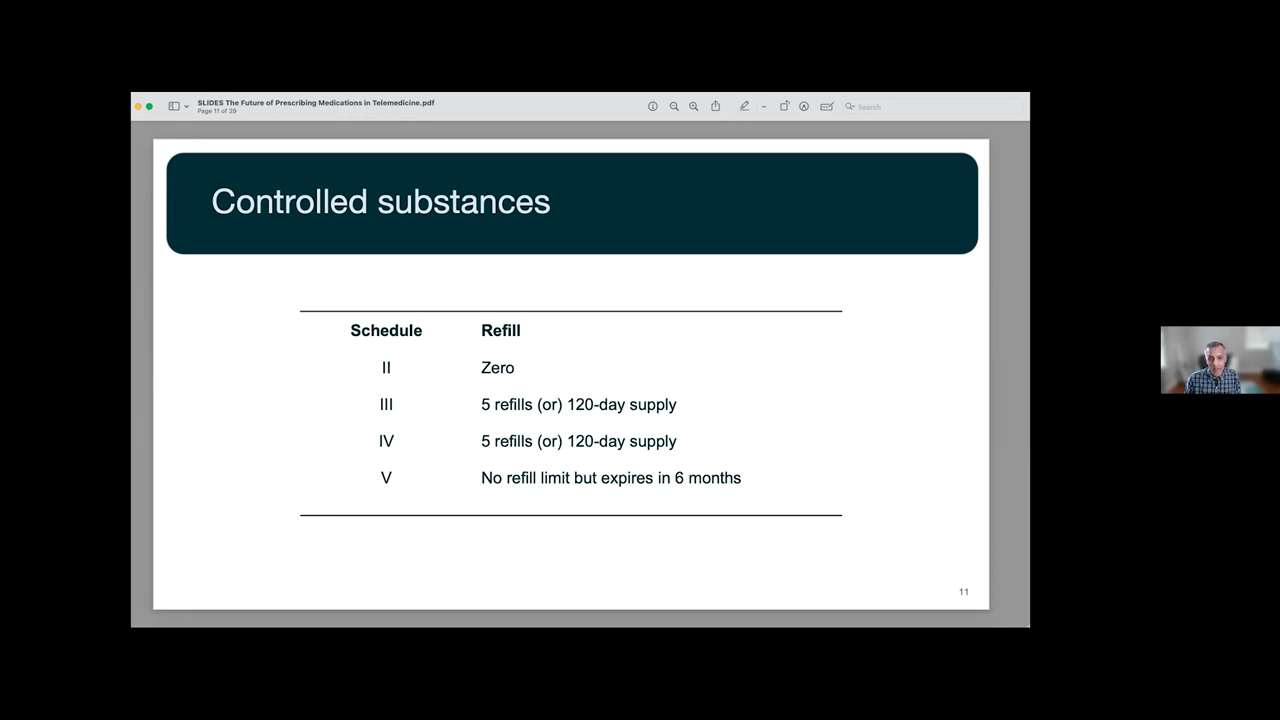 SLIDES The Future of Prescribing Medications in Telemedicine.pdf
Page 11 of 29
Search
Controlled substances
Schedule Refill
II Zero
III 5 refills (or) 120-day supply
IV 5 refills (or) 120-day supply
V No refill limit but expires in 6 months
11